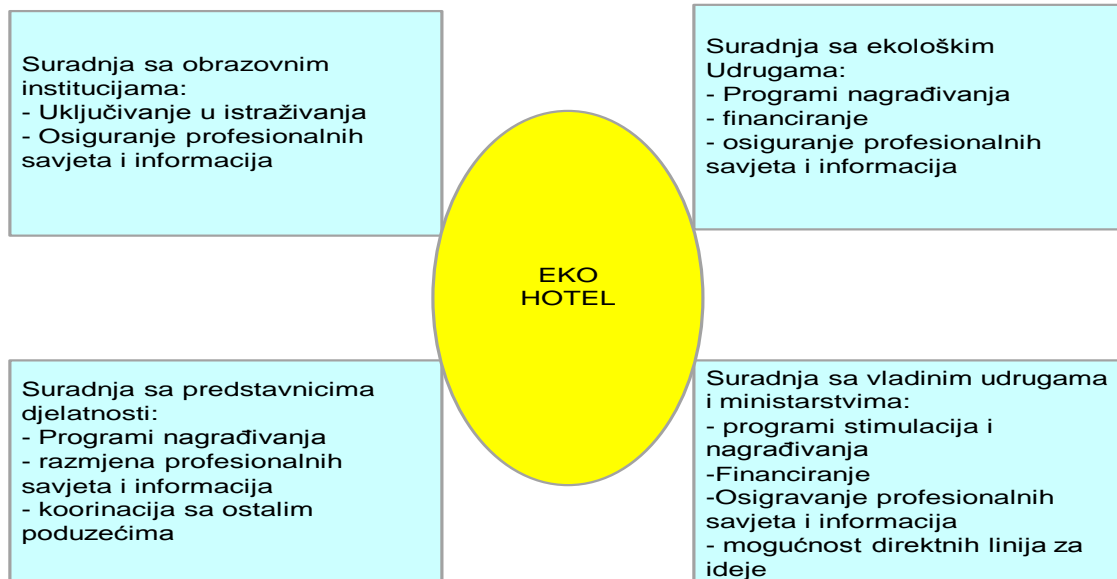 Suradnja sa obrazovnim
institucijama:
- Uključivanje u istraživanja
- Osiguranje profesionalnih
savjeta i informacija
Suradnja sa ekološkim
Udrugama:
- Programi nagrađivanja
- financiranje
- osiguranje profesionalnih
savjeta i informacija
EKO
HOTEL
Suradnja sa predstavnicima
djelatnosti:
- Programi nagrađivanja
- razmjena profesionalnih
savjeta i informacija
- koorinacija sa ostalim
poduzećima
Suradnja sa vladinim udrugama
i ministarstvima:
- programi stimulacija i
nagrađivanja
-Financiranje
-Osigravanje profesionalnih
savjeta i informacija
- mogućnost direktnih linija za
ideje